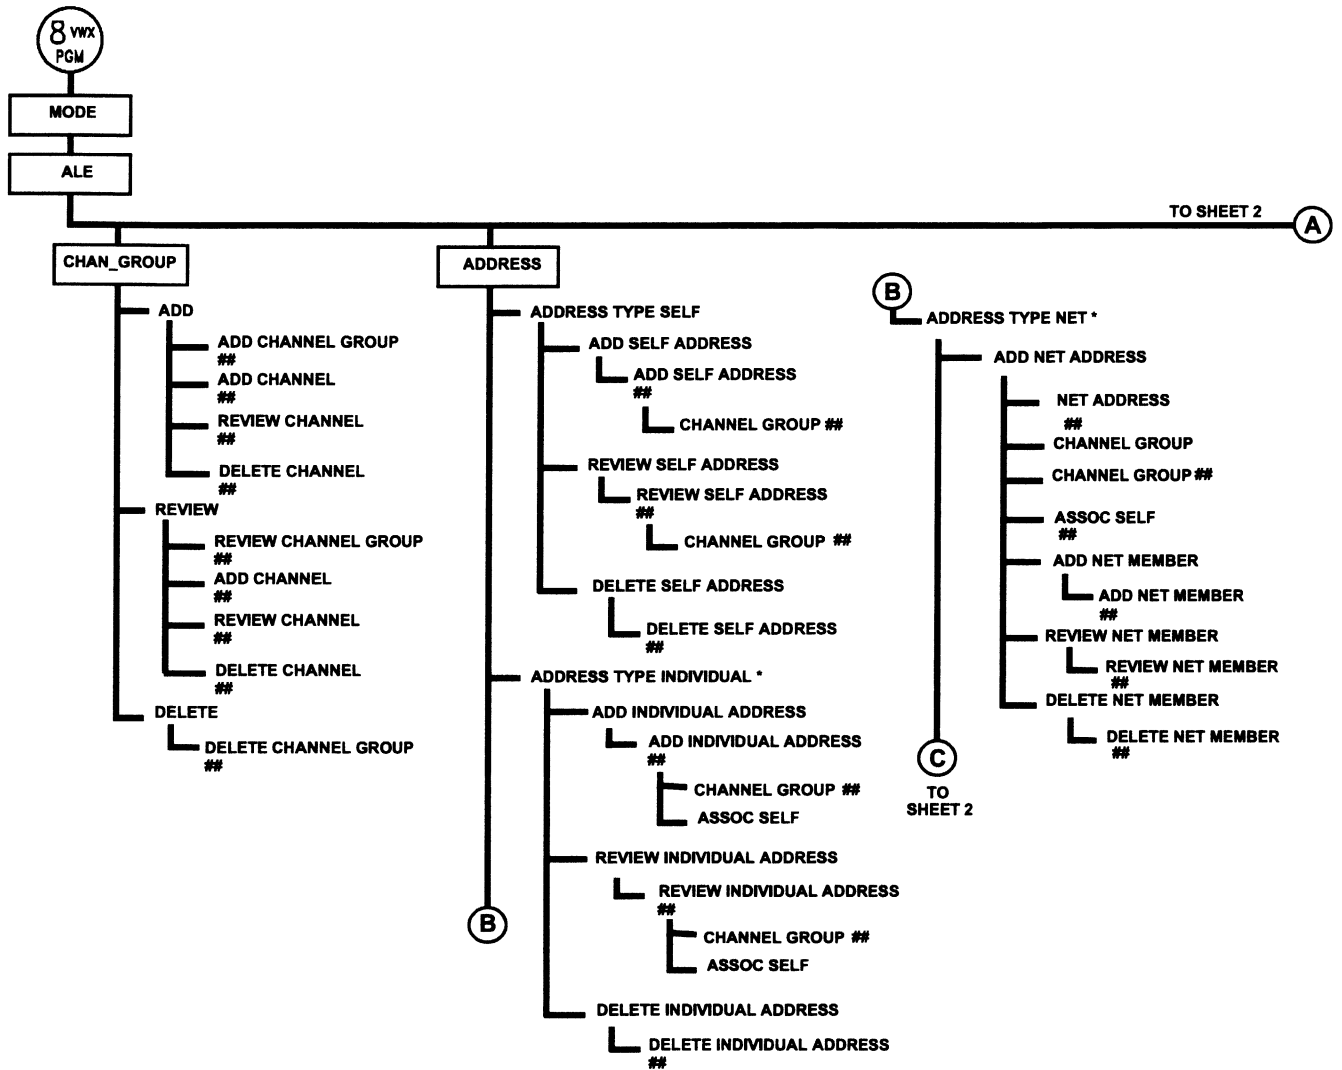 8 VWX
PGM
MODE
ALE
TO SHEET 2
A
CHAN_GROUP
ADD
ADD CHANNEL GROUP
##
ADD CHANNEL
##
REVIEW CHANNEL
##
DELETE CHANNEL
##
REVIEW
REVIEW CHANNEL GROUP
##
ADD CHANNEL
##
REVIEW CHANNEL
##
DELETE CHANNEL
##
DELETE
DELETE CHANNEL GROUP
##
ADDRESS
ADDRESS TYPE SELF
ADD SELF ADDRESS
ADD SELF ADDRESS
##
CHANNEL GROUP ##
REVIEW SELF ADDRESS
REVIEW SELF ADDRESS
##
CHANNEL GROUP ##
DELETE SELF ADDRESS
DELETE SELF ADDRESS
##
ADDRESS TYPE INDIVIDUAL *
ADD INDIVIDUAL ADDRESS
ADD INDIVIDUAL ADDRESS
##
CHANNEL GROUP ##
ASSOC SELF
REVIEW INDIVIDUAL ADDRESS
REVIEW INDIVIDUAL ADDRESS
##
CHANNEL GROUP ##
ASSOC SELF
DELETE INDIVIDUAL ADDRESS
DELETE INDIVIDUAL ADDRESS
##
B
B
ADDRESS TYPE NET *
ADD NET ADDRESS
NET ADDRESS
##
CHANNEL GROUP
CHANNEL GROUP ##
ASSOC SELF
##
ADD NET MEMBER
ADD NET MEMBER
##
REVIEW NET MEMBER
REVIEW NET MEMBER
##
DELETE NET MEMBER
DELETE NET MEMBER
##
C
TO
SHEET 2